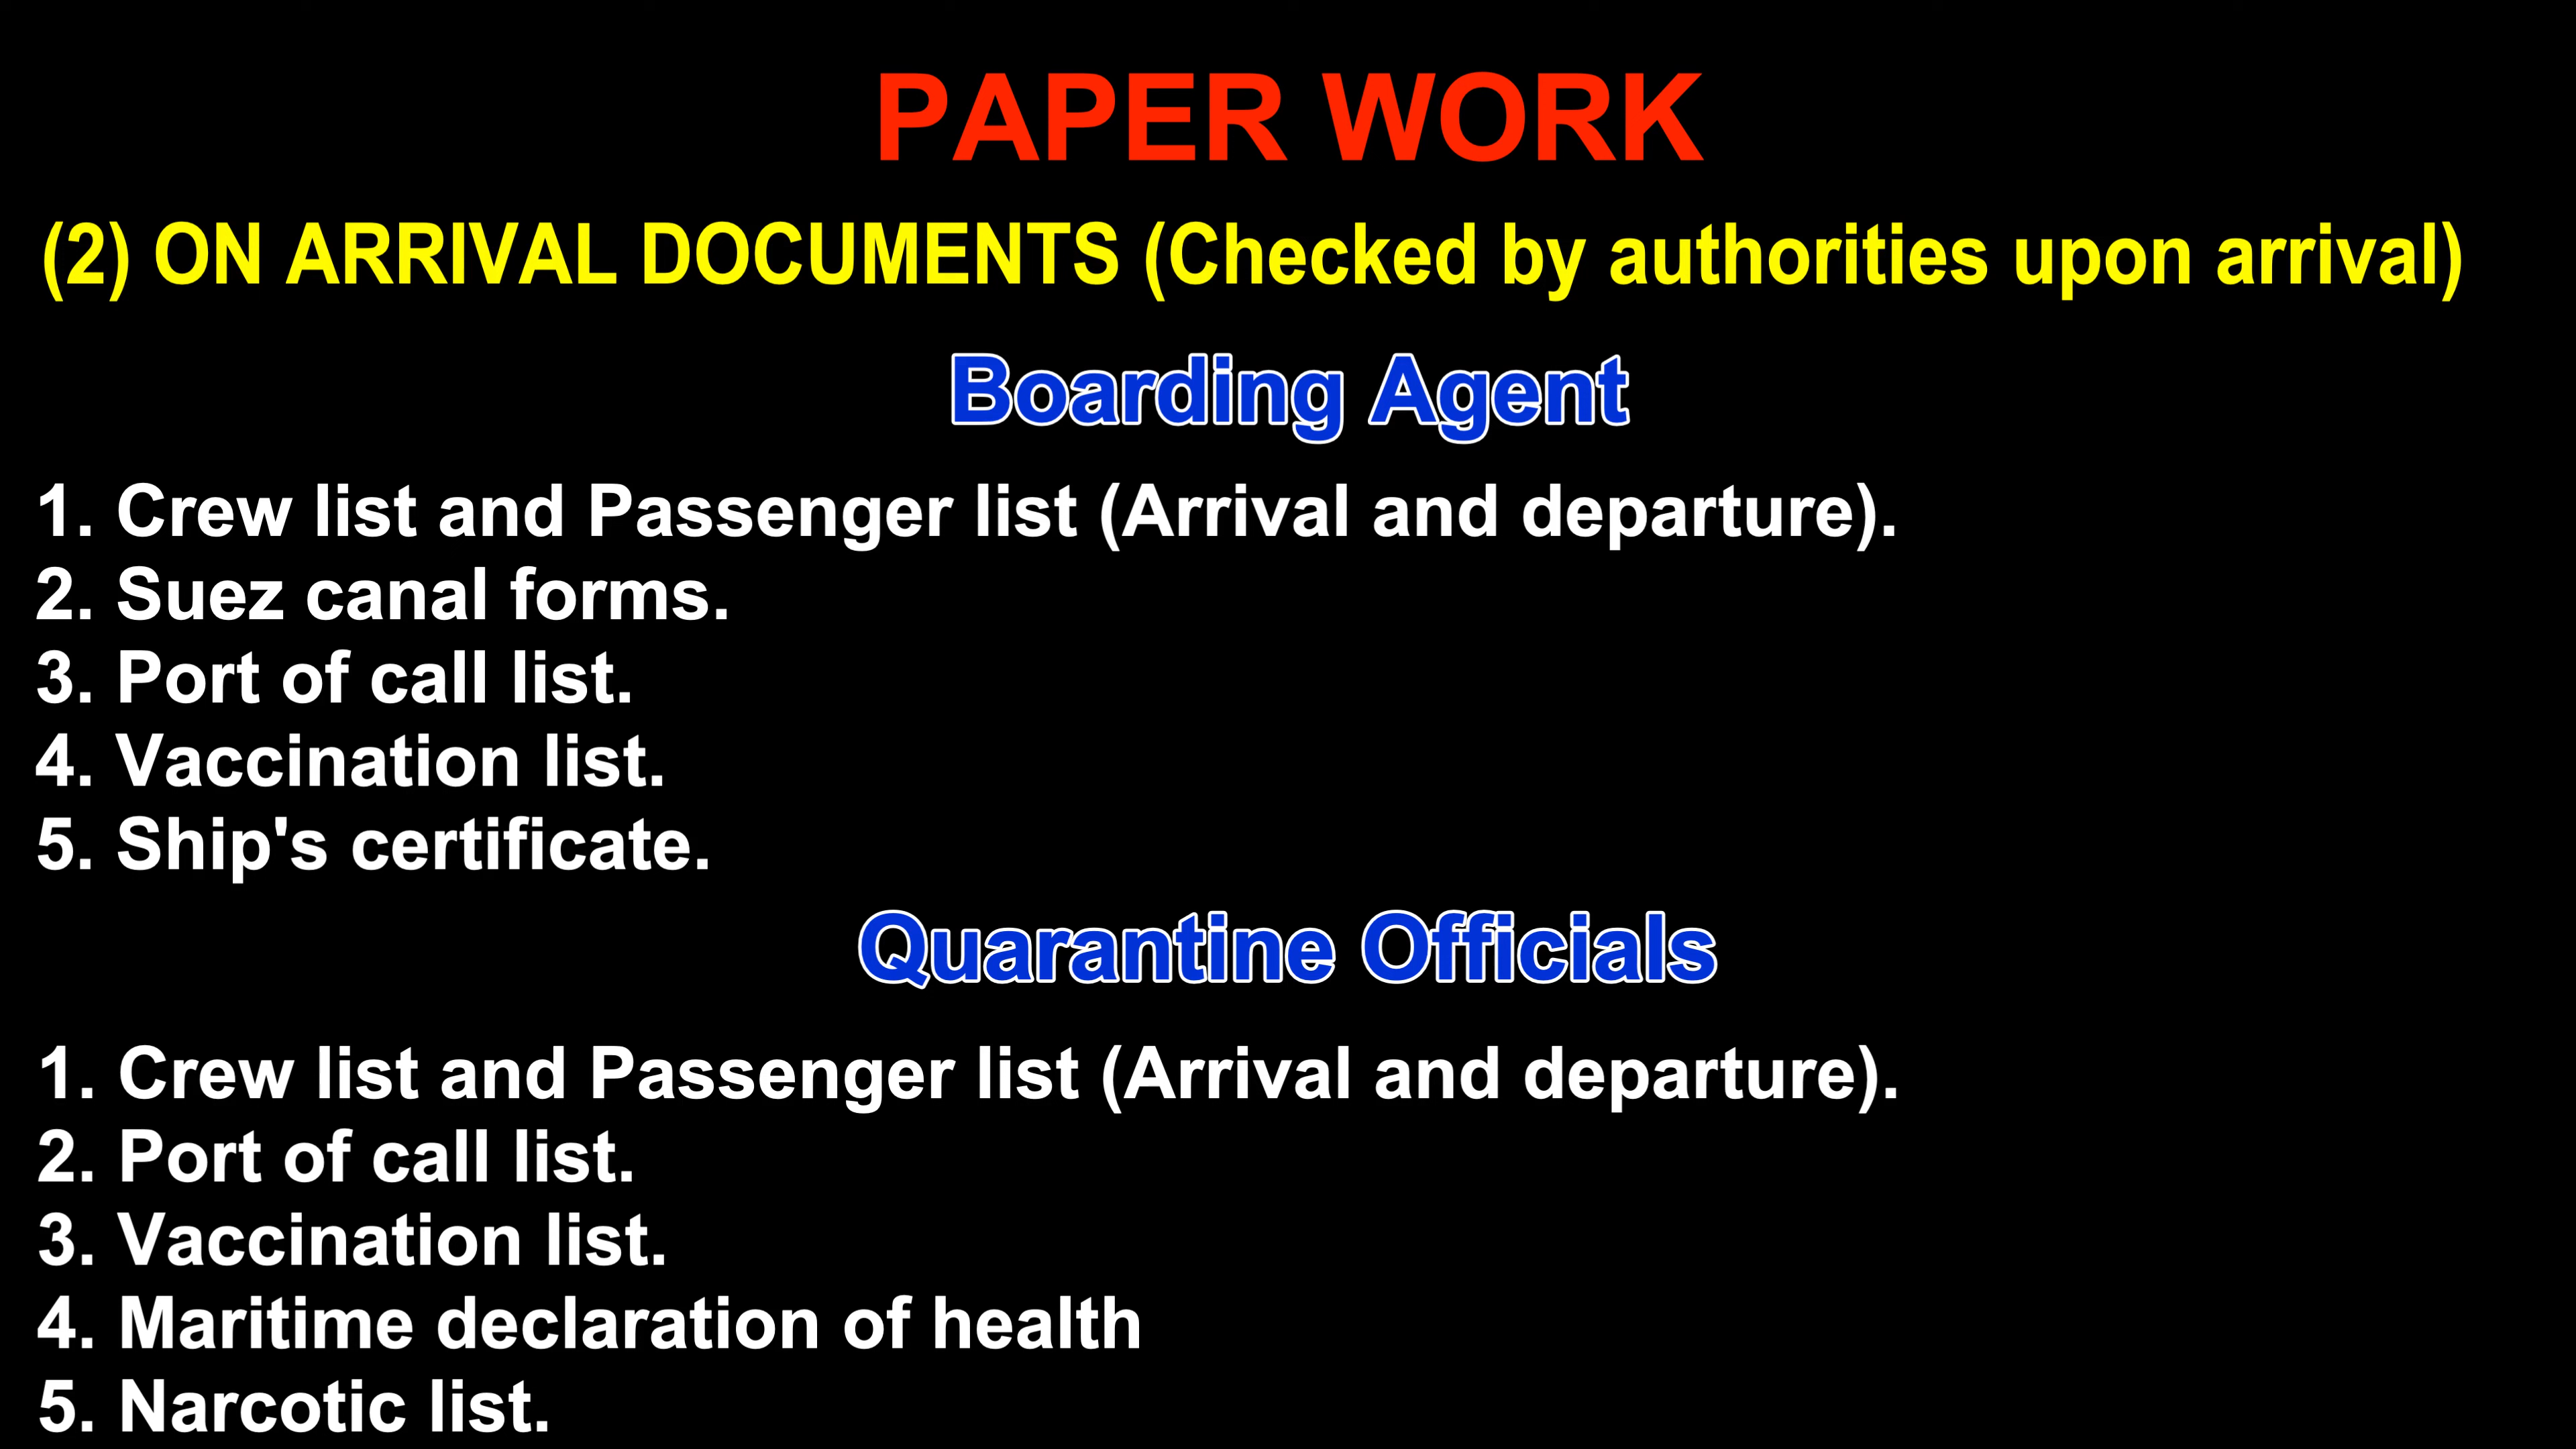 PAPER WORK
(2) ON ARRIVAL DOCUMENTS (Checked by authorities upon arrival)
Boarding Agent
1. Crew list and Passenger list (Arrival and departure).
2. Suez canal forms.
3. Port of call list.
4. Vaccination list.
5. Ship's certificate.
Quarantine Officials
1. Crew list and Passenger list (Arrival and departure).
2. Port of call list.
3. Vaccination list.
4. Maritime declaration of health
5. Narcotic list.